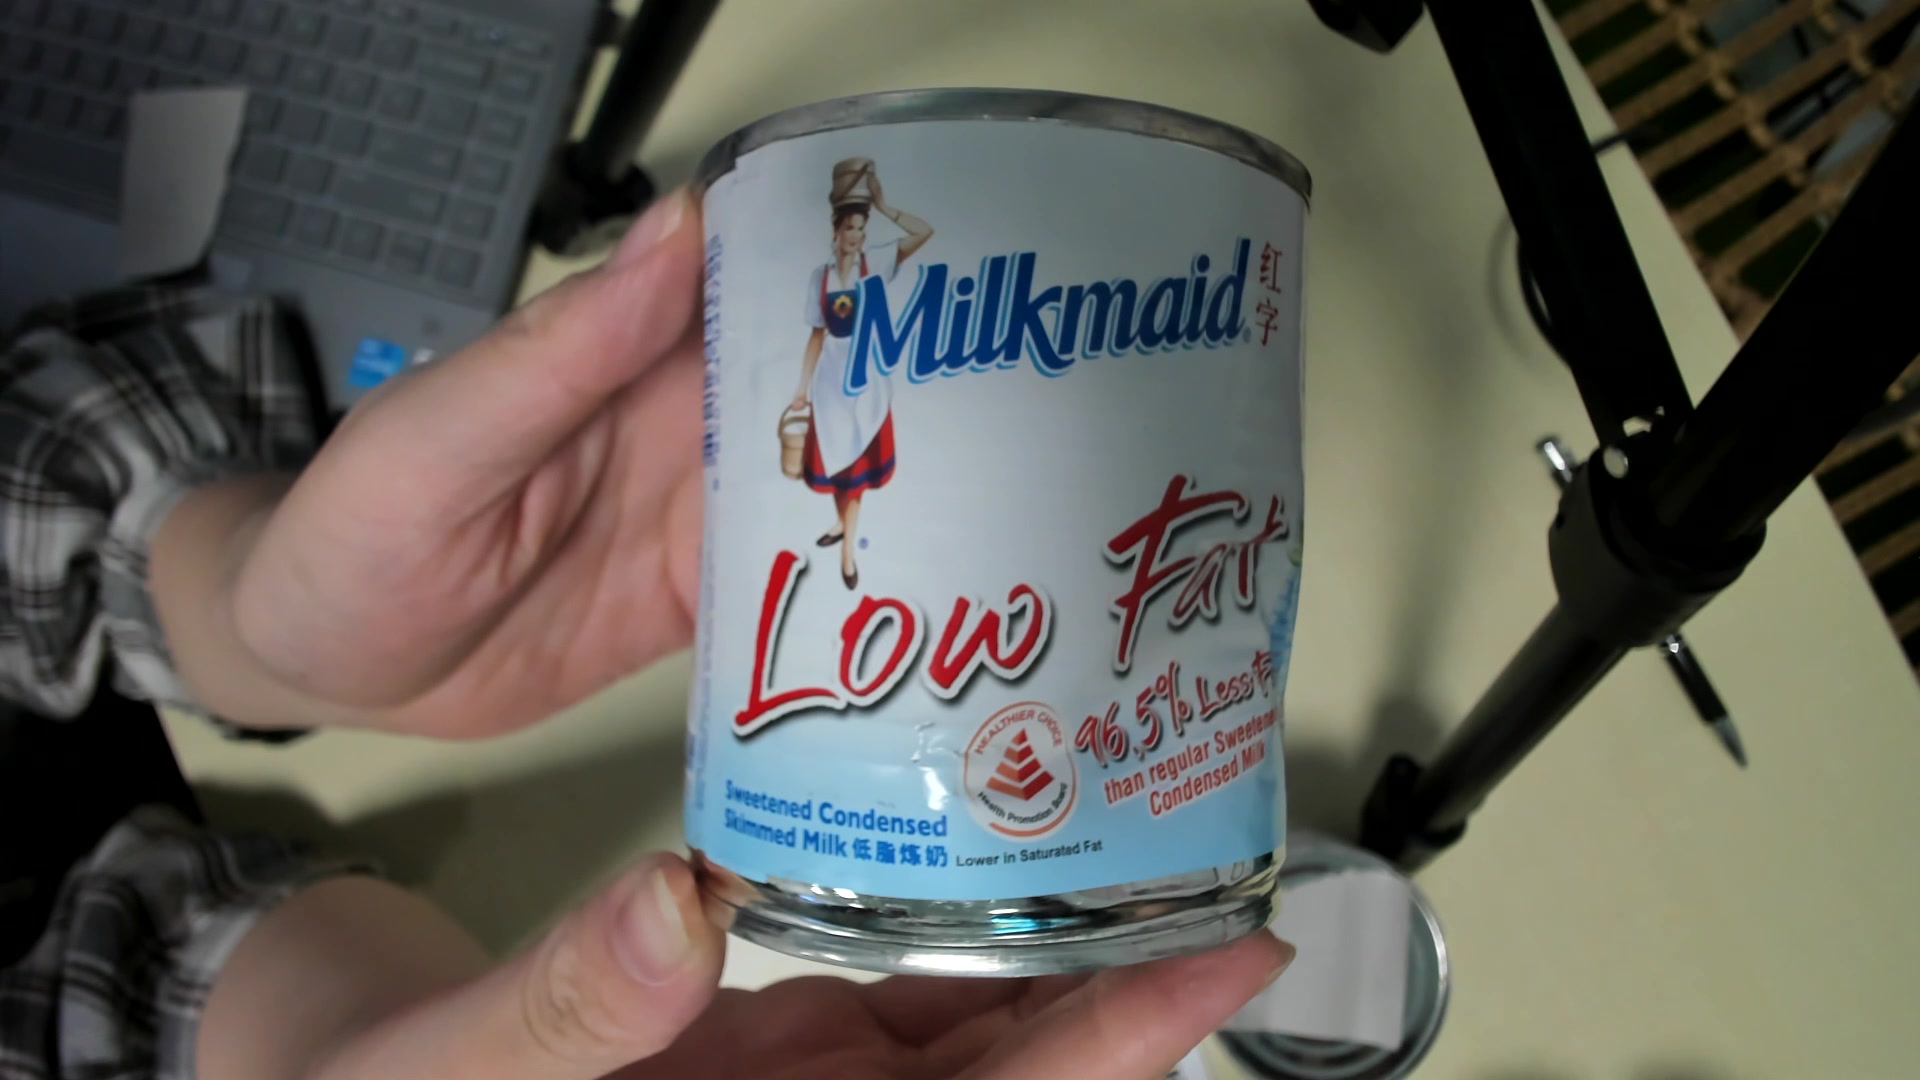 Milkmaid®
红字
Low Fat
96.5% Less
than regular Sweetened
Condensed Milk
HEALTHIER CHOICE
Health Promotion Board
Sweetened Condensed
Skimmed Milk 低脂炼奶
Lower in Saturated Fat